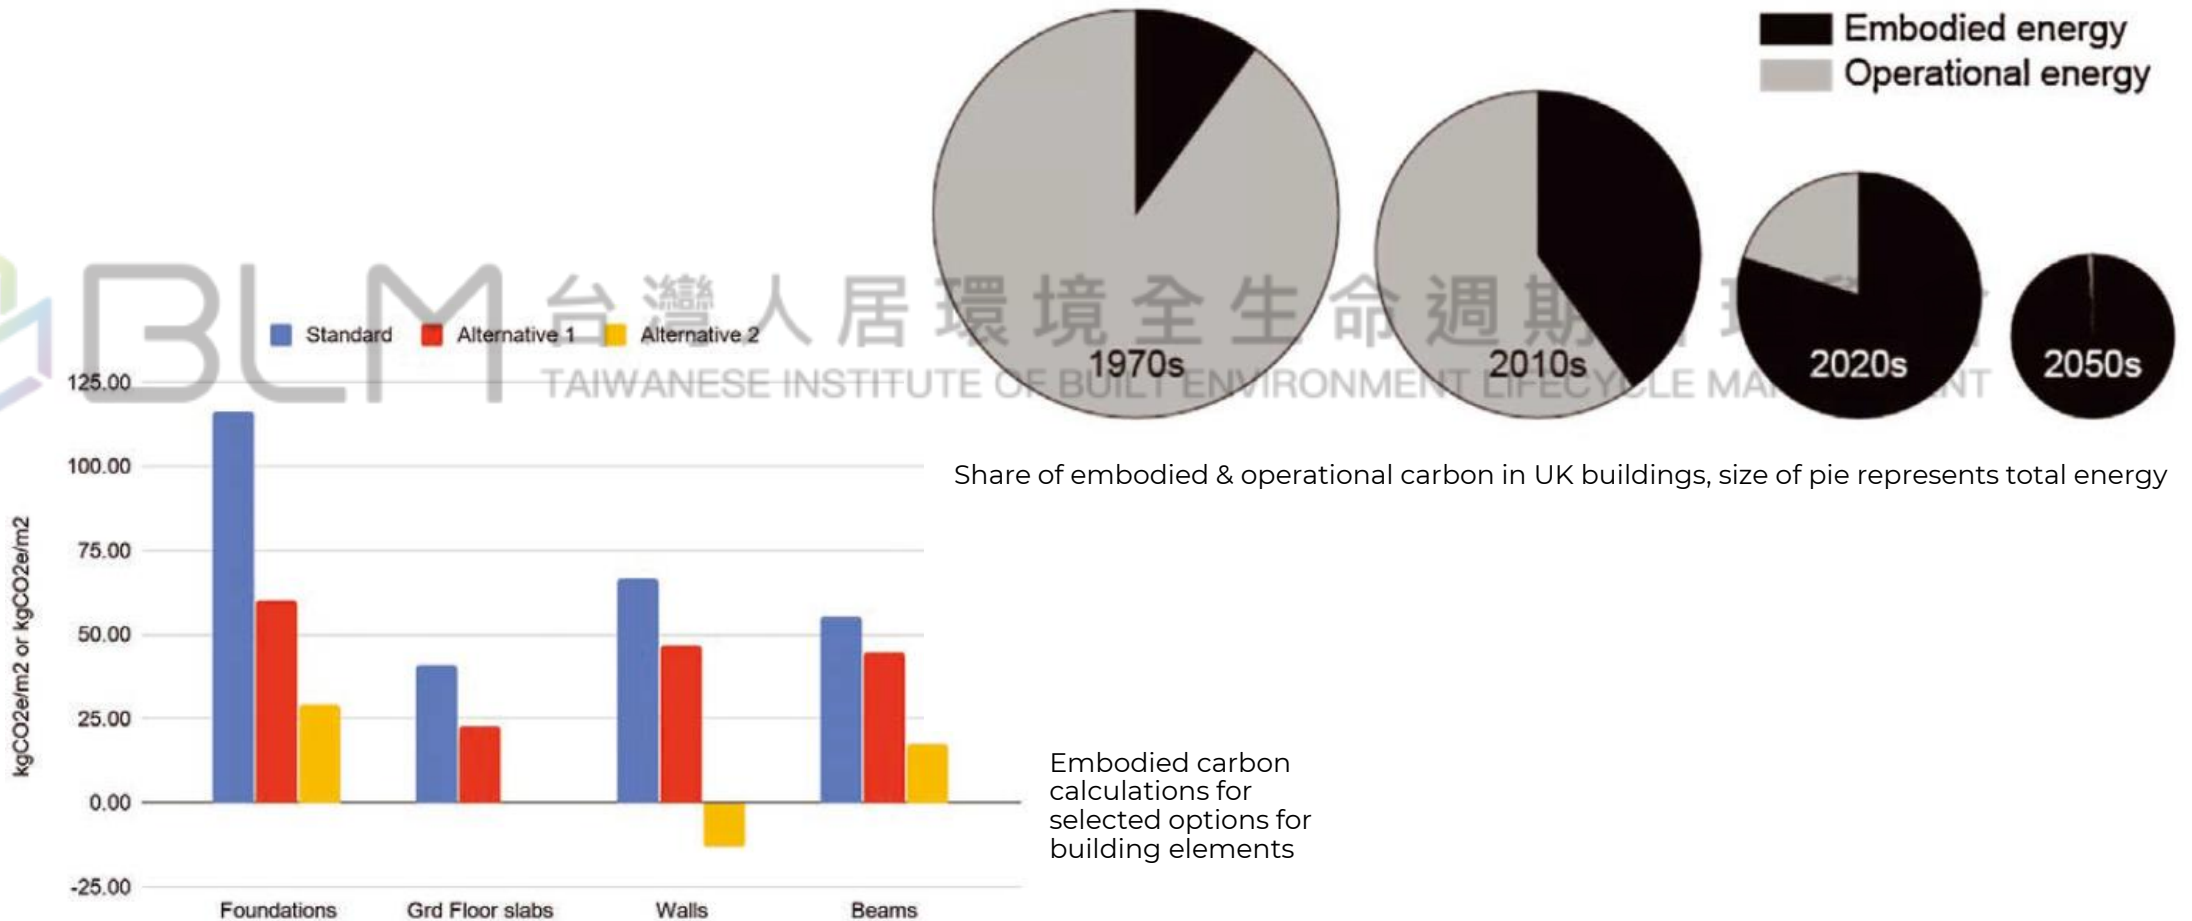 Embodied energy
Operational energy
1970s
2010s
2020s
2050s
Share of embodied & operational carbon in UK buildings, size of pie represents total energy
BLM
台灣人居環境全生命週期
TAIWANESE INSTITUTE OF BUILT ENVIRONMENT LIFECYCLE
Standard
Alternative 1
Alternative 2
kgCO2e/m2 or kgCO2e/m2
125.00
100.00
75.00
50.00
25.00
0.00
-25.00
Foundations
Grd Floor slabs
Walls
Beams
Embodied carbon
calculations for
selected options for
building elements